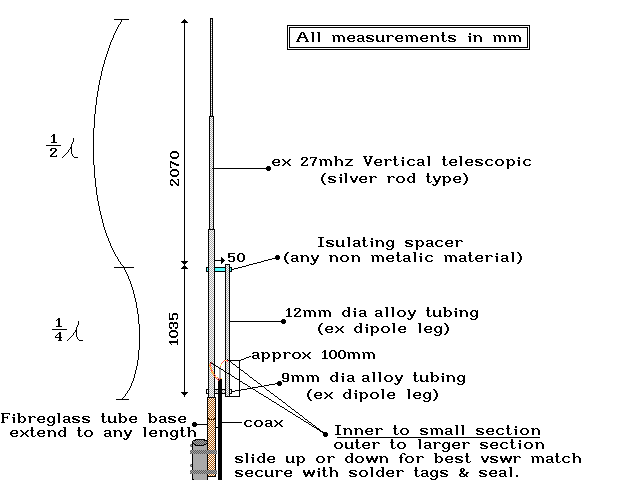 All measurements in mm
1
2 λ
2070
ex 27mhz Vertical telescopic
(silver rod type)
50
Isulating spacer
(any non metalic material)
1
4 λ
1035
12mm dia alloy tubing
(ex dipole leg)
approx 100mm
9mm dia alloy tubing
(ex dipole leg)
Fibreglass tube base
extend to any length
coax
Inner to small section
outer to larger section
slide up or down for best vswr match
secure with solder tags & seal.